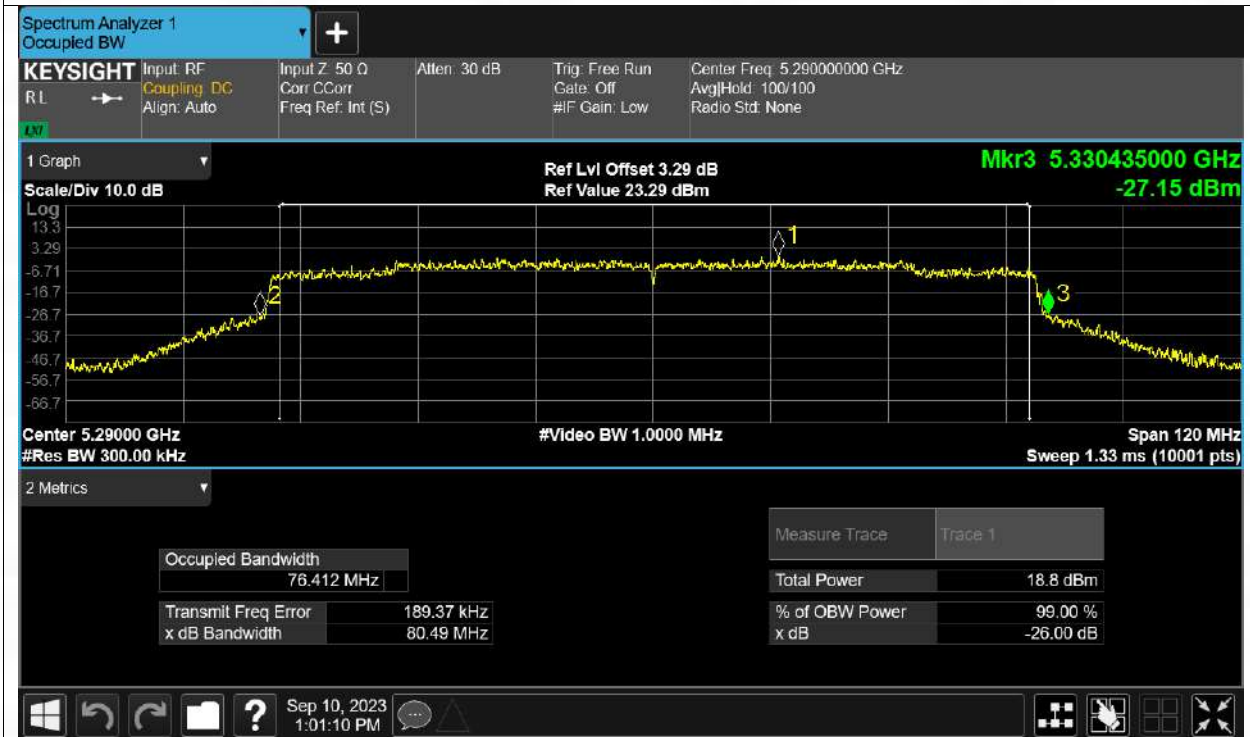 Spectrum Analyzer 1
Occupied BW
+
KEYSIGHT
R L
LXI
Input: RF
Coupling: DC
Align: Auto
Input Z: 50 Ω
Corr CCorr
Freq Ref: Int (S)
Atten: 30 dB
Trig: Free Run
Gate: Off
#IF Gain: Low
Center Freq: 5.290000000 GHz
Avg|Hold: 100/100
Radio Std: None
1 Graph
Scale/Div 10.0 dB
Ref Lvl Offset 3.29 dB
Ref Value 23.29 dBm
Mkr3 5.330435000 GHz
-27.15 dBm
Log
13.3
3.29
-6.71
-16.7
-26.7
-36.7
-46.7
-56.7
-66.7
1
2
3
Center 5.29000 GHz
#Video BW 1.0000 MHz
Span 120 MHz
#Res BW 300.00 kHz
Sweep 1.33 ms (10001 pts)
2 Metrics
Measure Trace Trace 1
Occupied Bandwidth
76.412 MHz
Total Power 18.8 dBm
Transmit Freq Error 189.37 kHz
% of OBW Power 99.00 %
x dB Bandwidth 80.49 MHz
x dB -26.00 dB
?
Sep 10, 2023
1:01:10 PM